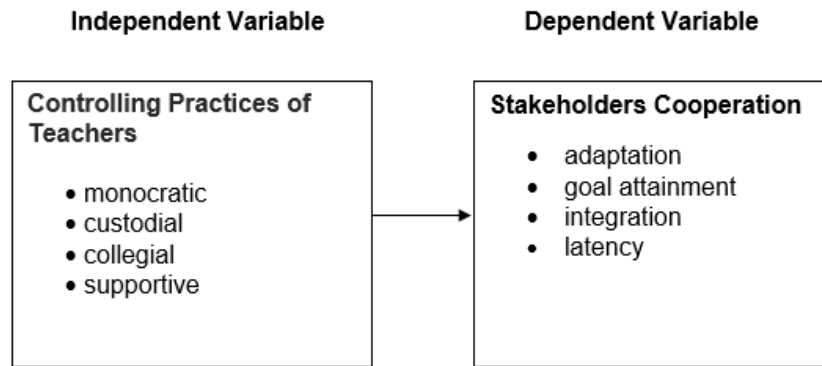 Independent Variable
Dependent Variable
Controlling Practices of
Teachers
• monocratic
• custodial
• collegial
• supportive
Stakeholders Cooperation
• adaptation
• goal attainment
• integration
• latency